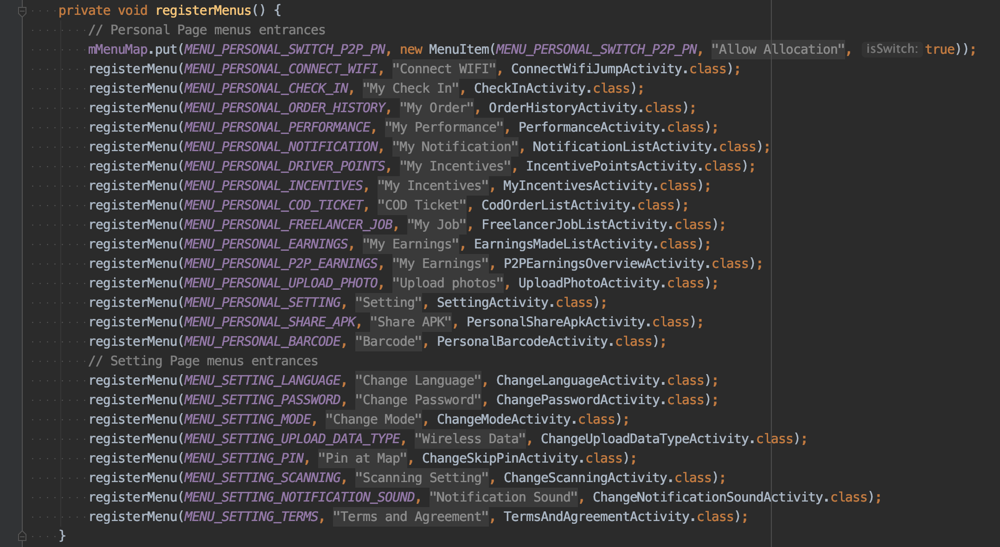 private void registerMenus() {
// Personal Page menus entrances
mMenuMap.put(MENU_PERSONAL_SWITCH_P2P_PN, new MenuItem(MENU_PERSONAL_SWITCH_P2P_PN, "Allow Allocation", isSwitch: true));
registerMenu(MENU_PERSONAL_CONNECT_WIFI, "Connect WIFI", ConnectWifiJumpActivity.class);
registerMenu(MENU_PERSONAL_CHECK_IN, "My Check In", CheckInActivity.class);
registerMenu(MENU_PERSONAL_ORDER_HISTORY, "My Order", OrderHistoryActivity.class);
registerMenu(MENU_PERSONAL_PERFORMANCE, "My Performance", PerformanceActivity.class);
registerMenu(MENU_PERSONAL_NOTIFICATION, "My Notification", NotificationListActivity.class);
registerMenu(MENU_PERSONAL_DRIVER_POINTS, "My Incentives", IncentivePointsActivity.class);
registerMenu(MENU_PERSONAL_INCENTIVES, "My Incentives", MyIncentivesActivity.class);
registerMenu(MENU_PERSONAL_COD_TICKET, "COD Ticket", CodOrderListActivity.class);
registerMenu(MENU_PERSONAL_FREELANCER_JOB, "My Job", FreelancerJobListActivity.class);
registerMenu(MENU_PERSONAL_EARNINGS, "My Earnings", EarningsMadeListActivity.class);
registerMenu(MENU_PERSONAL_P2P_EARNINGS, "My Earnings", P2PEarningsOverviewActivity.class);
registerMenu(MENU_PERSONAL_UPLOAD_PHOTO, "Upload photos", UploadPhotoActivity.class);
registerMenu(MENU_PERSONAL_SETTING, "Setting", SettingActivity.class);
registerMenu(MENU_PERSONAL_SHARE_APK, "Share APK", PersonalShareApkActivity.class);
registerMenu(MENU_PERSONAL_BARCODE, "Barcode", PersonalBarcodeActivity.class);
// Setting Page menus entrances
registerMenu(MENU_SETTING_LANGUAGE, "Change Language", ChangeLanguageActivity.class);
registerMenu(MENU_SETTING_PASSWORD, "Change Password", ChangePasswordActivity.class);
registerMenu(MENU_SETTING_MODE, "Change Mode", ChangeModeActivity.class);
registerMenu(MENU_SETTING_UPLOAD_DATA_TYPE, "Wireless Data", ChangeUploadDataTypeActivity.class);
registerMenu(MENU_SETTING_PIN, "Pin at Map", ChangeSkipPinActivity.class);
registerMenu(MENU_SETTING_SCANNING, "Scanning Setting", ChangeScanningActivity.class);
registerMenu(MENU_SETTING_NOTIFICATION_SOUND, "Notification Sound", ChangeNotificationSoundActivity.class);
registerMenu(MENU_SETTING_TERMS, "Terms and Agreement", TermsAndAgreementActivity.class);
}